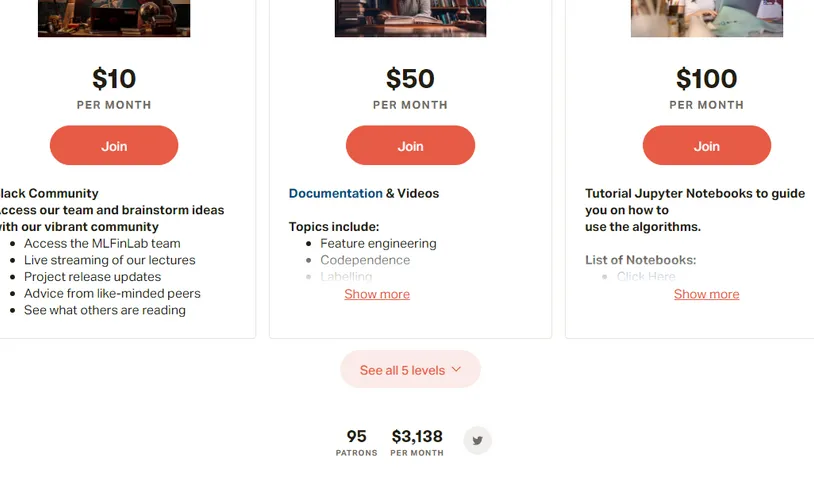 $10
PER MONTH
Join
lack Community
ccess our team and brainstorm ideas
ith our vibrant community
Access the MLFinLab team
Live streaming of our lectures
Project release updates
Advice from like-minded peers
See what others are reading
$50
PER MONTH
Join
Documentation & Videos
Topics include:
Feature engineering
Codependence
Labelling
Show more
$100
PER MONTH
Join
Tutorial Jupyter Notebooks to guide
you on how to
use the algorithms.
List of Notebooks:
Click Here
Show more
See all 5 levels
95 $3,138
PATRONS PER MONTH